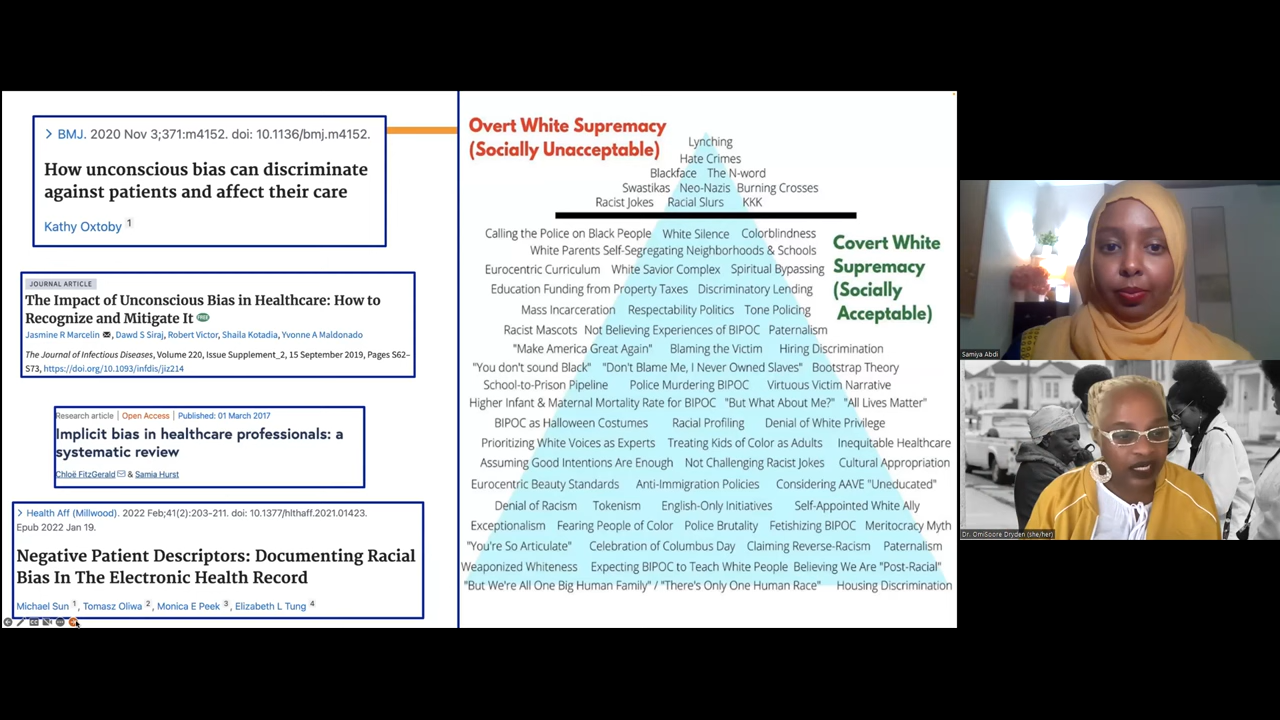 > BMJ. 2020 Nov 3;371:m4152. doi: 10.1136/bmj.m4152.
How unconscious bias can discriminate
against patients and affect their care
Kathy Oxtoby 1
JOURNAL ARTICLE
The Impact of Unconscious Bias in Healthcare: How to
Recognize and Mitigate It FREE
Jasmine R Marcelin, Dawd S Siraj, Robert Victor, Shaila Kotadia, Yvonne A Maldonado
The Journal of Infectious Diseases, Volume 220, Issue Supplement_2, 15 September 2019, Pages S62–
S73, https://doi.org/10.1093/infdis/jiz214
Research article | Open Access | Published: 01 March 2017
Implicit bias in healthcare professionals: a
systematic review
Chloë FitzGerald & Samia Hurst
> Health Aff (Millwood). 2022 Feb;41(2):203-211. doi: 10.1377/hlthaff.2021.01423.
Epub 2022 Jan 19.
Negative Patient Descriptors: Documenting Racial
Bias In The Electronic Health Record
Michael Sun 1, Tomasz Oliwa 2, Monica E Peek 3, Elizabeth L Tung 4
Overt White Supremacy
(Socially Unacceptable)
Lynching
Hate Crimes
Blackface The N-word
Swastikas Neo-Nazis Burning Crosses
Racist Jokes Racial Slurs KKK
Covert White
Supremacy
(Socially
Acceptable)
Calling the Police on Black People White Silence Colorblindness
White Parents Self-Segregating Neighborhoods & Schools
Eurocentric Curriculum White Savior Complex Spiritual Bypassing
Education Funding from Property Taxes Discriminatory Lending
Mass Incarceration Respectability Politics Tone Policing
Racist Mascots Not Believing Experiences of BIPOC Paternalism
"Make America Great Again" Blaming the Victim Hiring Discrimination
"You don't sound Black" "Don't Blame Me, I Never Owned Slaves" Bootstrap Theory
School-to-Prison Pipeline Police Murdering BIPOC Virtuous Victim Narrative
Higher Infant & Maternal Mortality Rate for BIPOC "But What About Me?" "All Lives Matter"
BIPOC as Halloween Costumes Racial Profiling Denial of White Privilege
Prioritizing White Voices as Experts Treating Kids of Color as Adults Inequitable Healthcare
Assuming Good Intentions Are Enough Not Challenging Racist Jokes Cultural Appropriation
Eurocentric Beauty Standards Anti-Immigration Policies Considering AAVE "Uneducated"
Denial of Racism Tokenism English-Only Initiatives Self-Appointed White Ally
Exceptionalism Fearing People of Color Police Brutality Fetishizing BIPOC Meritocracy Myth
"You're So Articulate" Celebration of Columbus Day Claiming Reverse-Racism Paternalism
Weaponized Whiteness Expecting BIPOC to Teach White People Believing We Are "Post-Racial"
"But We're All One Big Human Family" / "There's Only One Human Race" Housing Discrimination
Samiya Abdi
Dr. OmiSoore Dryden (she/her)